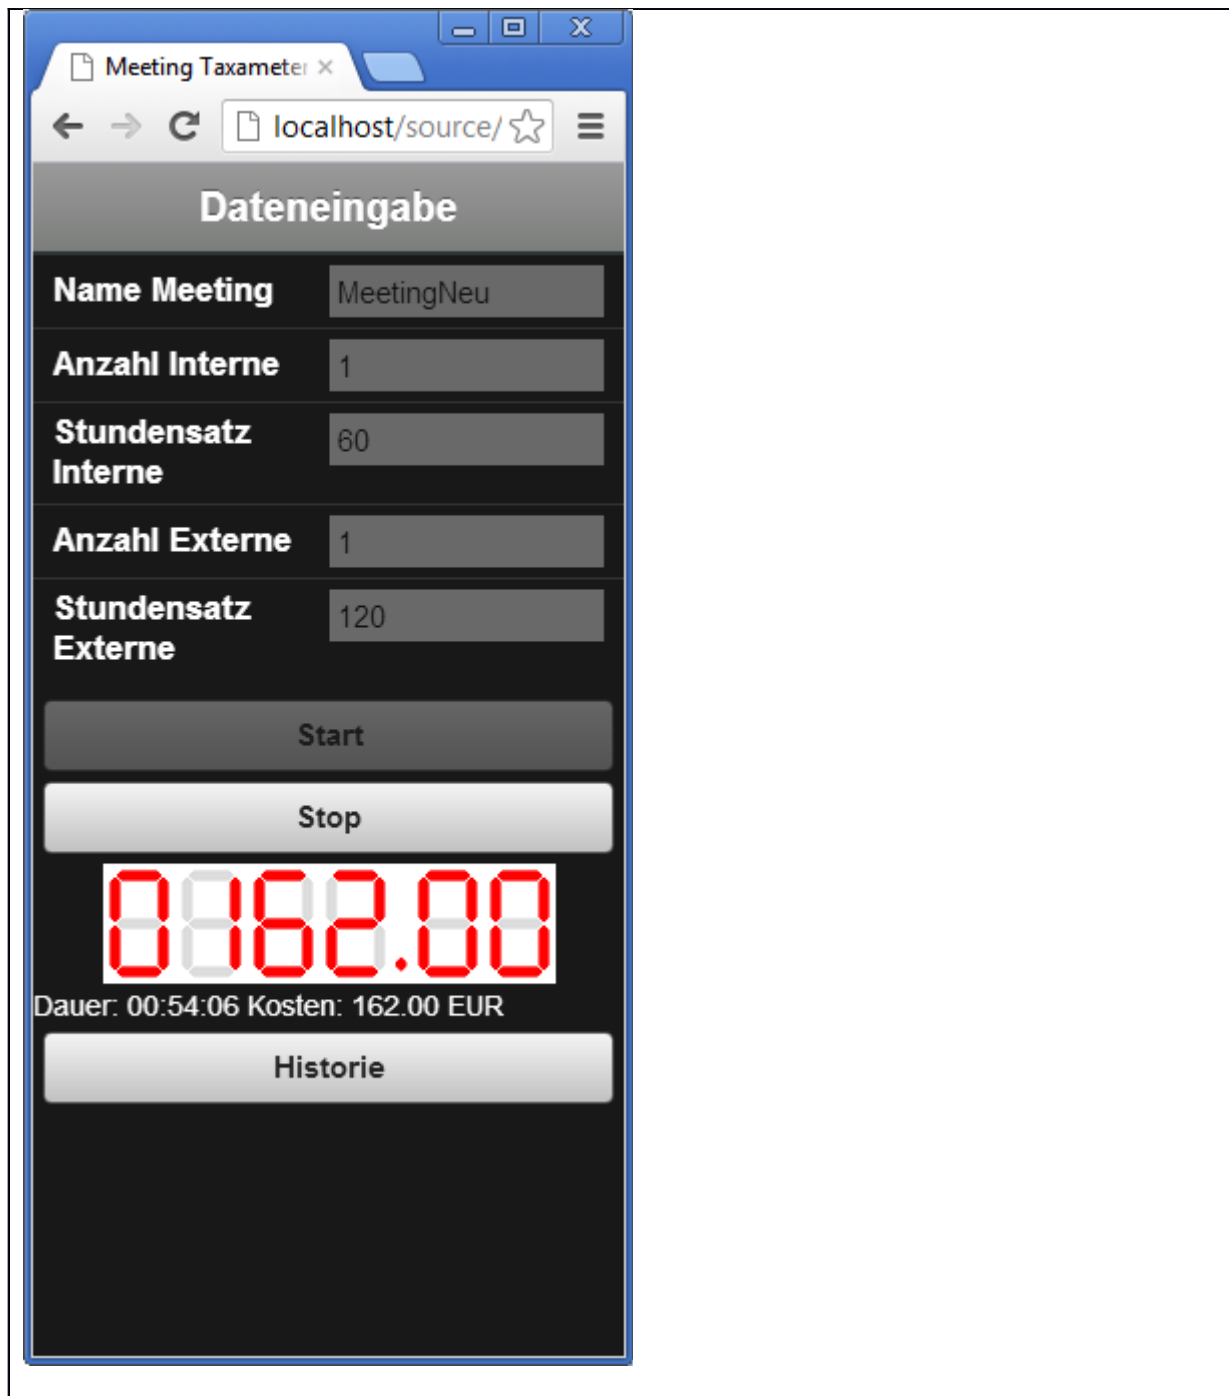 Meeting Taxameter
localhost/source/
Dateneingabe
Name Meeting MeetingNeu
Anzahl Interne 1
Stundensatz
Interne 60
Anzahl Externe 1
Stundensatz
Externe 120
Start
Stop
0162.00
Dauer: 00:54:06 Kosten: 162.00 EUR
Historie